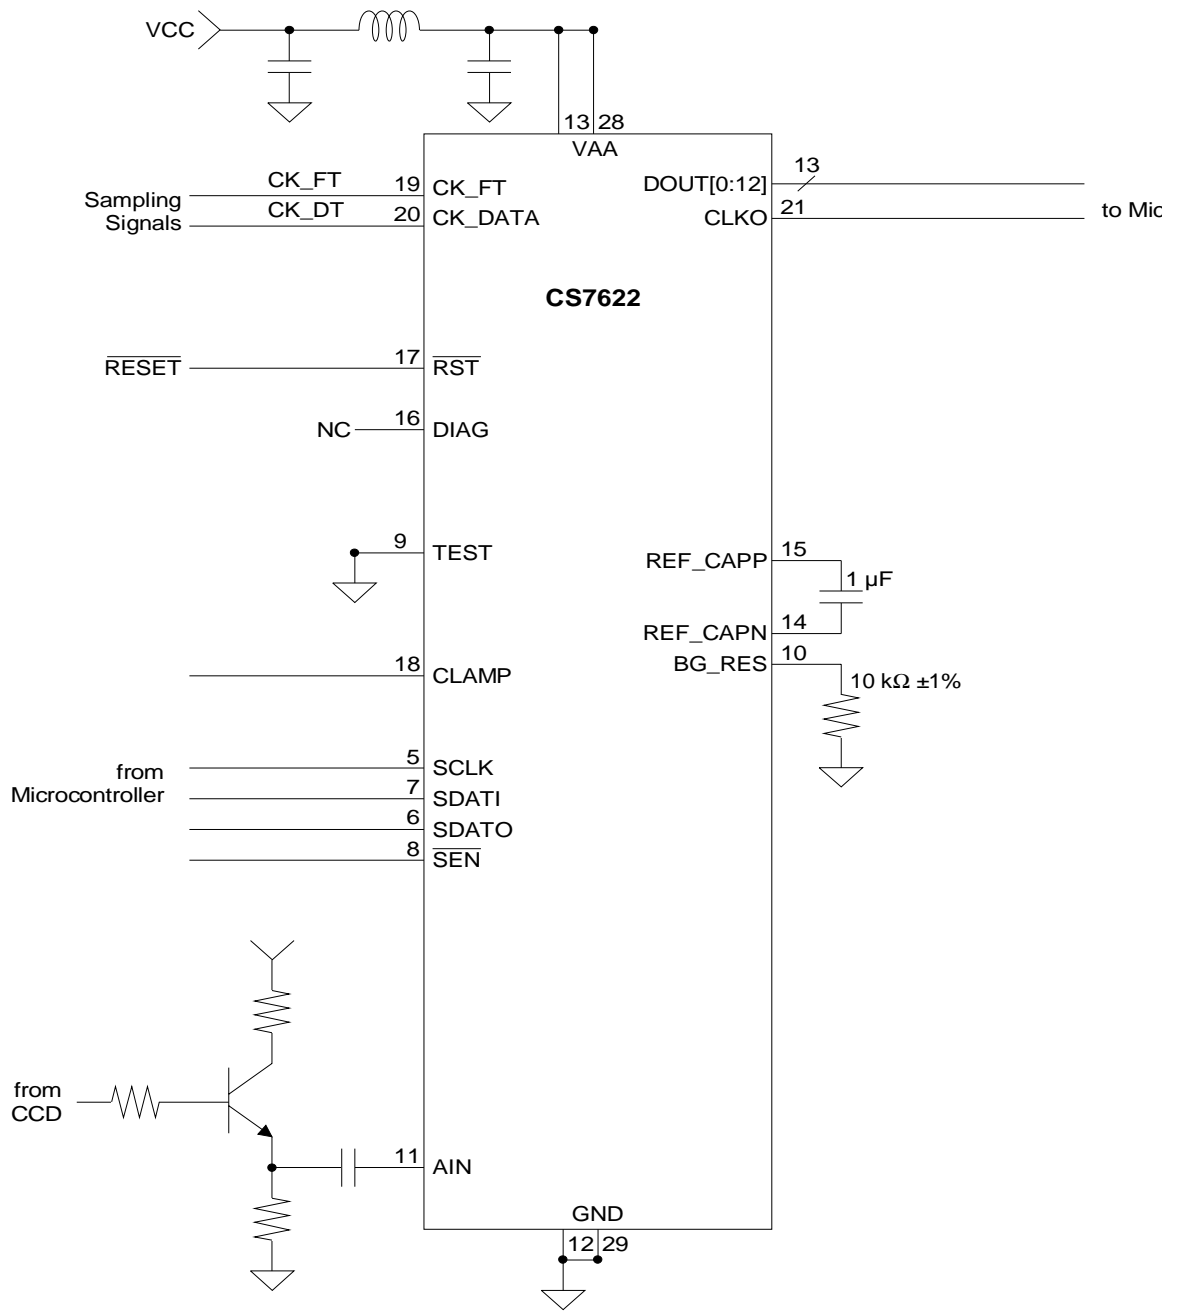 VCC
13 28
VAA
CK_FT
19
CK_FT
Sampling
Signals
CK_DT
20
CK_DATA
DOUT[0:12]
13
CLKO
21
to Mic
CS7622
RESET
17
RST
NC
16
DIAG
9
TEST
REF_CAPP
15
1 µF
REF_CAPN
14
BG_RES
10
10 kΩ ±1%
18
CLAMP
from
Microcontroller
5
SCLK
7
SDATI
6
SDATO
8
SEN
from
CCD
11
AIN
GND
12 29